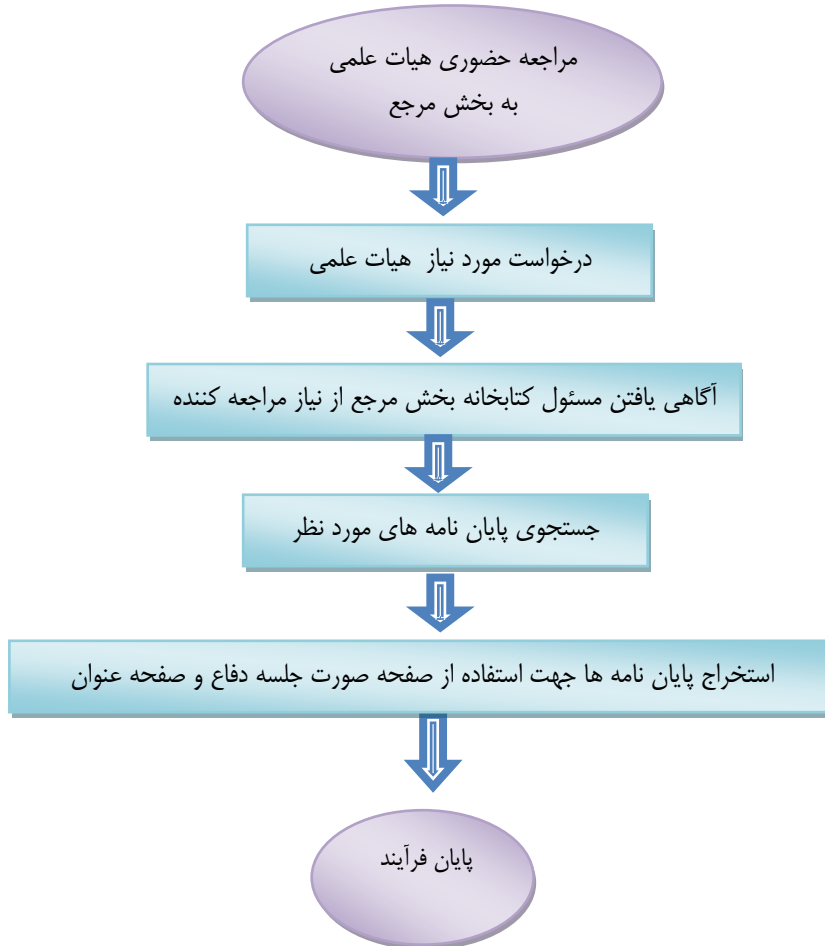 مراجعه حضوری هیات علمی
به بخش مرجع
درخواست مورد نیاز هیات علمی
آگاهی یافتن مسئول کتابخانه بخش مرجع از نیاز مراجعه کننده
جستجوی پایان نامه های مورد نظر
استخراج پایان نامه ها جهت استفاده از صفحه صورت جلسه دفاع و صفحه عنوان
پایان فرآیند